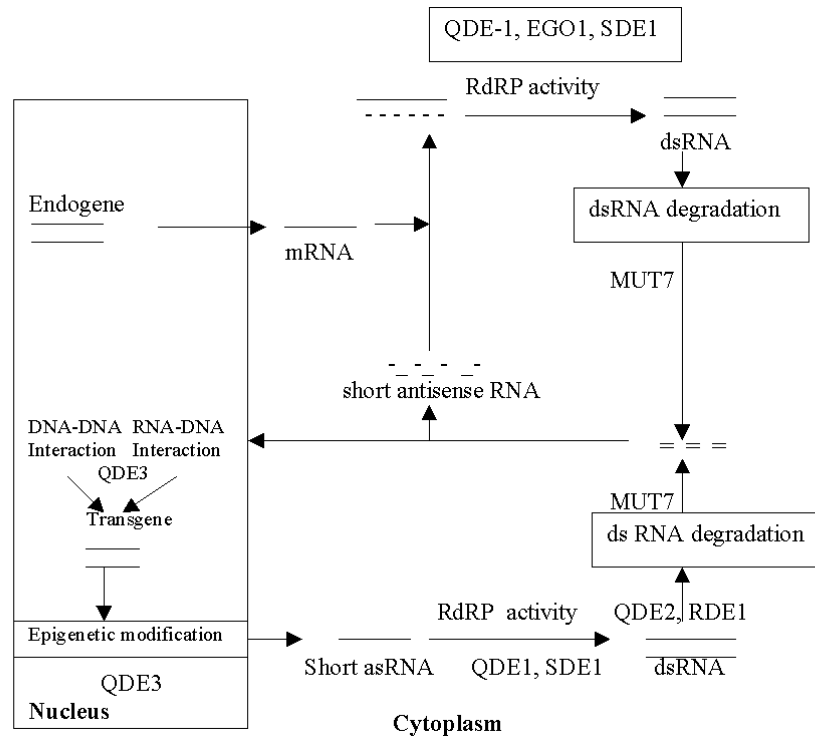 QDE-1, EGO1, SDE1
RdRP activity
dsRNA
Endogene
mRNA
dsRNA degradation
MUT7
short antisense RNA
DNA-DNA RNA-DNA
Interaction Interaction
QDE3
Transgene
MUT7
ds RNA degradation
Epigenetic modification
RdRP activity
QDE2, RDE1
Short asRNA
QDE1, SDE1
dsRNA
QDE3
Nucleus
Cytoplasm